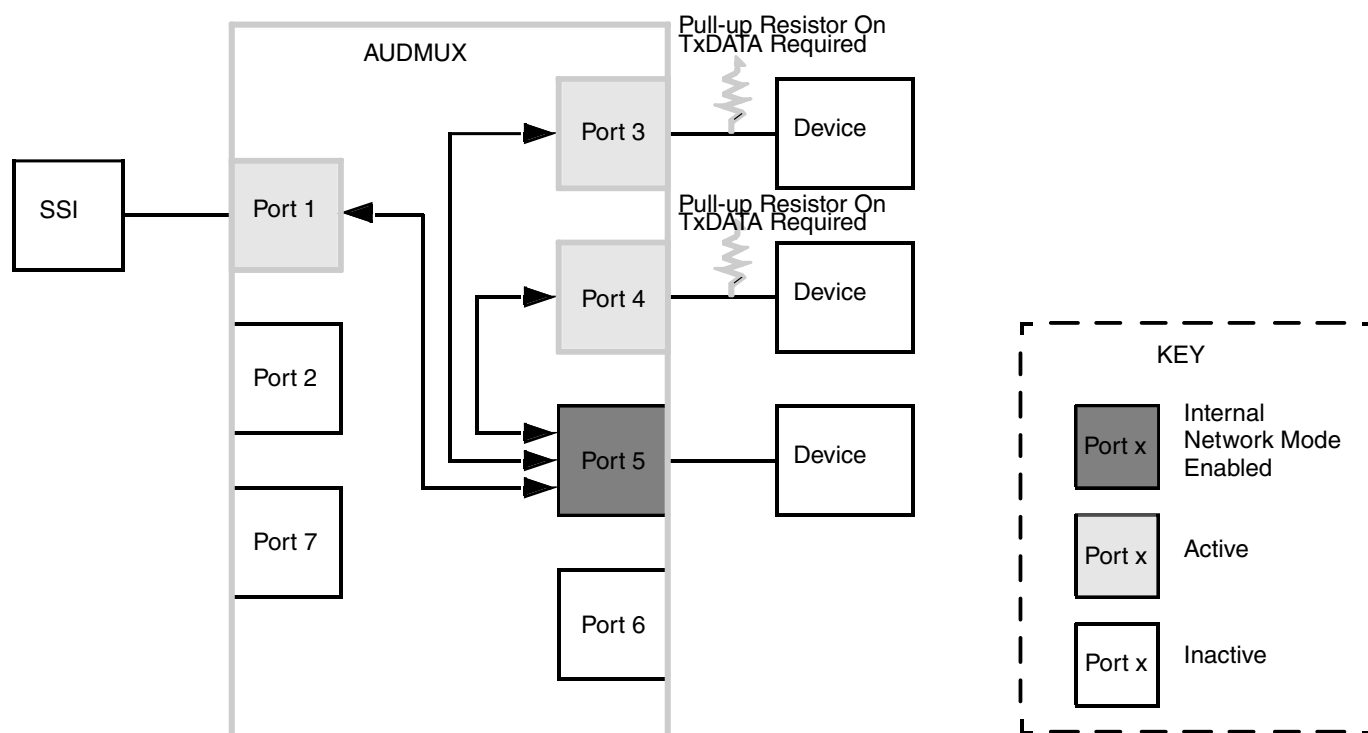 Pull-up Resistor On
TxDATA Required
AUDMUX
Port 3
Device
SSI
Port 1
Pull-up Resistor On
TxDATA Required
Port 4
Device
Port 2
Port 5
Device
Port 7
Port 6
KEY
Port x
Internal
Network Mode
Enabled
Port x
Active
Port x
Inactive